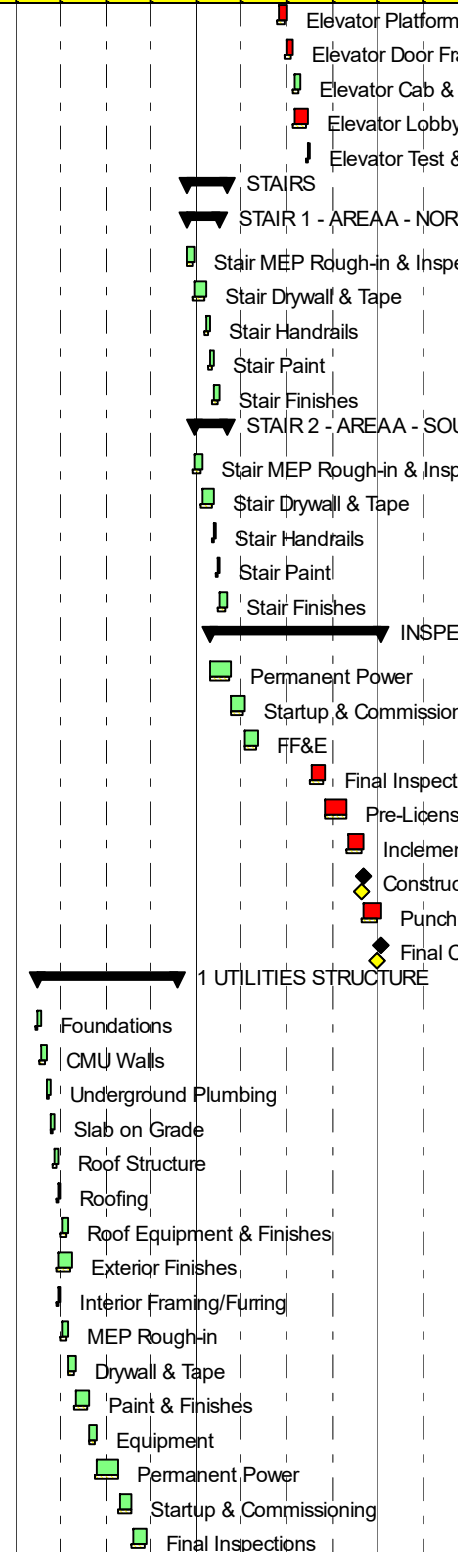 Elevator Platform
Elevator Door Fra
Elevator Cab &
Elevator Lobby
Elevator Test &
STAIRS
STAIR 1 - AREAA - NOR
Stair MEP Rough-in & Inspe
Stair Drywall & Tape
Stair Handrails
Stair Paint
Stair Finishes
STAIR 2 - AREAA - SOU
Stair MEP Rough-in & Insp
Stair Drywall & Tape
Stair Handrails
Stair Paint
Stair Finishes
INSPE
Permanent Power
Startup & Commission
FF&E
Final Inspect
Pre-Licens
Inclemen
Construc
Punch
Final C
1 UTILITIES STRUCTURE
Foundations
CMU Walls
Underground Plumbing
Slab on Grade
Roof Structure
Roofing
Roof Equipment & Finishes
Exterior Finishes
Interior Framing/Furring
MEP Rough-in
Drywall & Tape
Paint & Finishes
Equipment
Permanent Power
Startup & Commissioning
Final Inspections